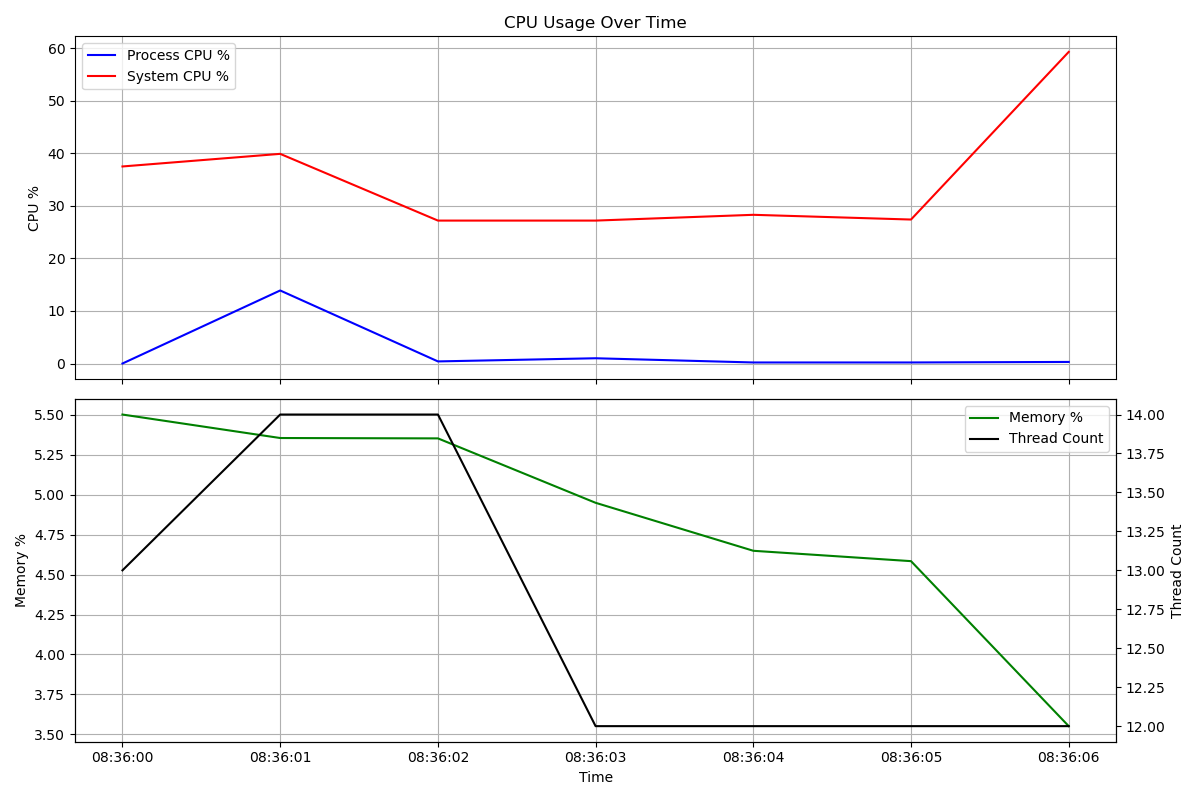 CPU Usage Over Time
Process CPU %
System CPU %
CPU %
60
50
40
30
20
10
0
Memory %
Thread Count
Memory %
5.50
5.25
5.00
4.75
4.50
4.25
4.00
3.75
3.50
14.00
13.75
13.50
13.25
13.00
12.75
12.50
12.25
12.00
Thread Count
08:36:00 08:36:01 08:36:02 08:36:03 08:36:04 08:36:05 08:36:06
Time